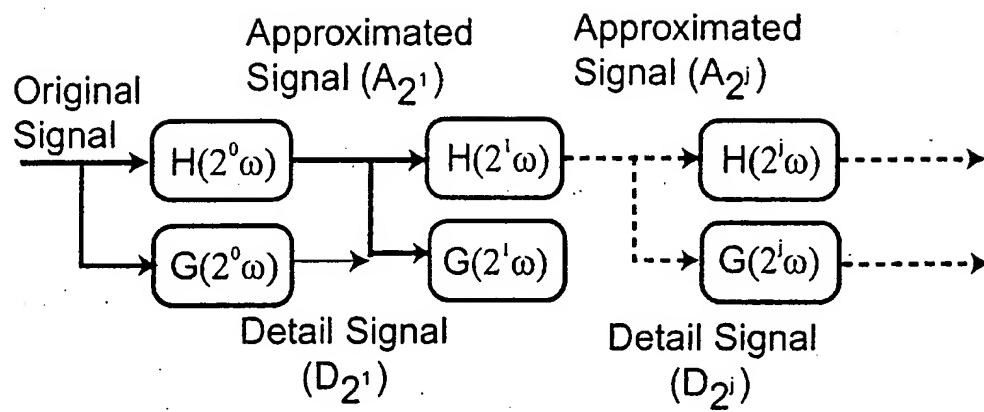 Approximated
Signal (A₂¹)
Approximated
Signal (A₂ʲ)
Original
Signal
H(2⁰ω)
H(2¹ω)
H(2ʲω)
G(2⁰ω)
G(2¹ω)
G(2ʲω)
Detail Signal
(D₂¹)
Detail Signal
(D₂ʲ)